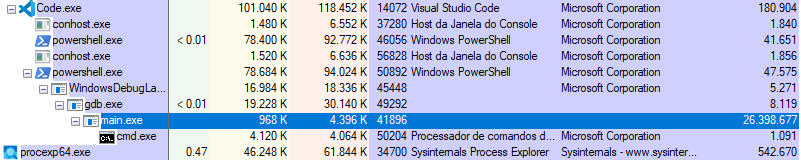 Code.exe 101.040 K 118.452 K 14072 Visual Studio Code Microsoft Corporation 180.904
conhost.exe 1.480 K 6.552 K 37280 Host da Janela do Console Microsoft Corporation 1.840
powershell.exe < 0.01 78.400 K 92.772 K 46056 Windows PowerShell Microsoft Corporation 41.651
conhost.exe 1.520 K 6.636 K 56828 Host da Janela do Console Microsoft Corporation 1.856
powershell.exe 78.684 K 94.024 K 50892 Windows PowerShell Microsoft Corporation 47.575
WindowsDebugLa... 16.984 K 18.336 K 45448 5.271
gdb.exe < 0.01 19.228 K 30.140 K 49292 8.119
main.exe 968 K 4.396 K 41896 26.398.677
cmd.exe 4.120 K 4.064 K 50204 Processador de comandos d... Microsoft Corporation 1.091
procexp64.exe 0.47 46.248 K 61.844 K 34700 Sysinternals Process Explorer Sysinternals - www.sysinter... 542.670